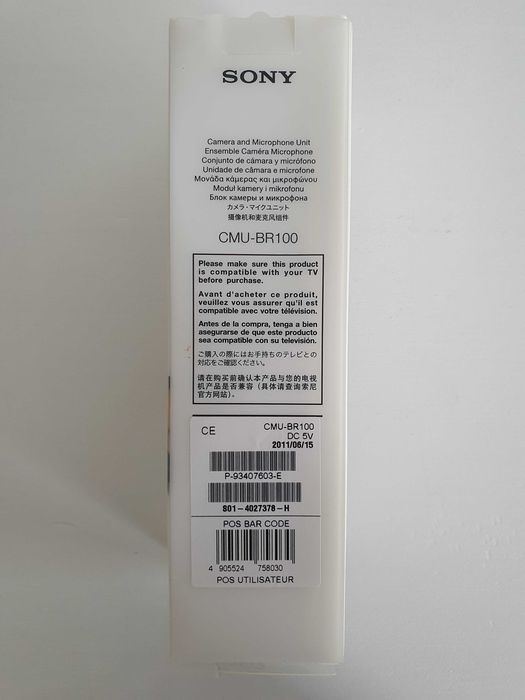 SONY
Camera and Microphone Unit
Ensemble Caméra Microphone
Conjunto de cámara y micrófono
Unidade de câmara e microfone
Μονάδα κάμερας και μικροφώνου
Moduł kamery i mikrofonu
Блок камеры и микрофона
カメラ・マイクユニット
摄像机和麦克风组件
CMU-BR100
Please make sure this product
is compatible with your TV
before purchase.
Avant d'acheter ce produit,
veuillez vous assurer qu'il est
compatible avec votre télévision.
Antes de la compra, tenga a bien
asegurarse de que este producto
sea compatible con su televisión.
ご購入の際にはお手持ちのテレビとの
対応をご確認ください。
请在购买前确认本产品与您的电视
机产品是否兼容（具体请查询索尼
官方网站）。
CE
CMU-BR100
DC 5V
2011/06/15
P-93407603-E
S01-4027378-H
POS BAR CODE
4 905524 758030
POS UTILISATEUR